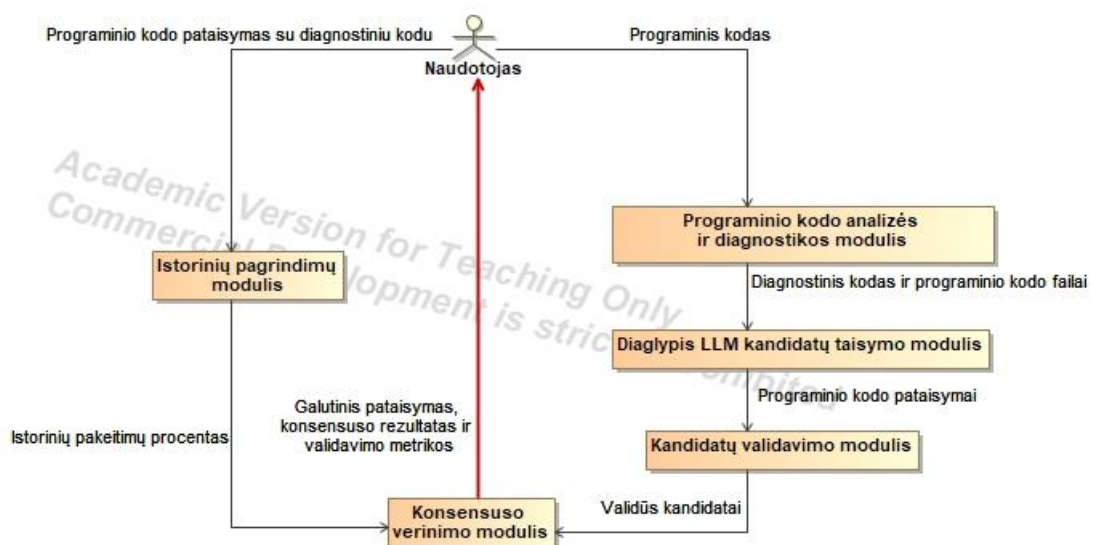 Programinio kodo pataisymas su diagnostiniu kodu
Programinis kodas
Naudotojas
Academic Version for Teaching Only
Commercial Development is strictly Prohibited
Programinio kodo analizės
ir diagnostikos modulis
Istorinių pagrindimų
modulis
Diagnostinis kodas ir programinio kodo failai
Diaglypis LLM kandidatų taisymo modulis
Programinio kodo pataisymai
Galutinis pataisymas,
konsensuso rezultatas ir
validavimo metrikos
Istorinių pakeitimų procentas
Kandidatų validavimo modulis
Validūs kandidatai
Konsensuso
verinimo modulis